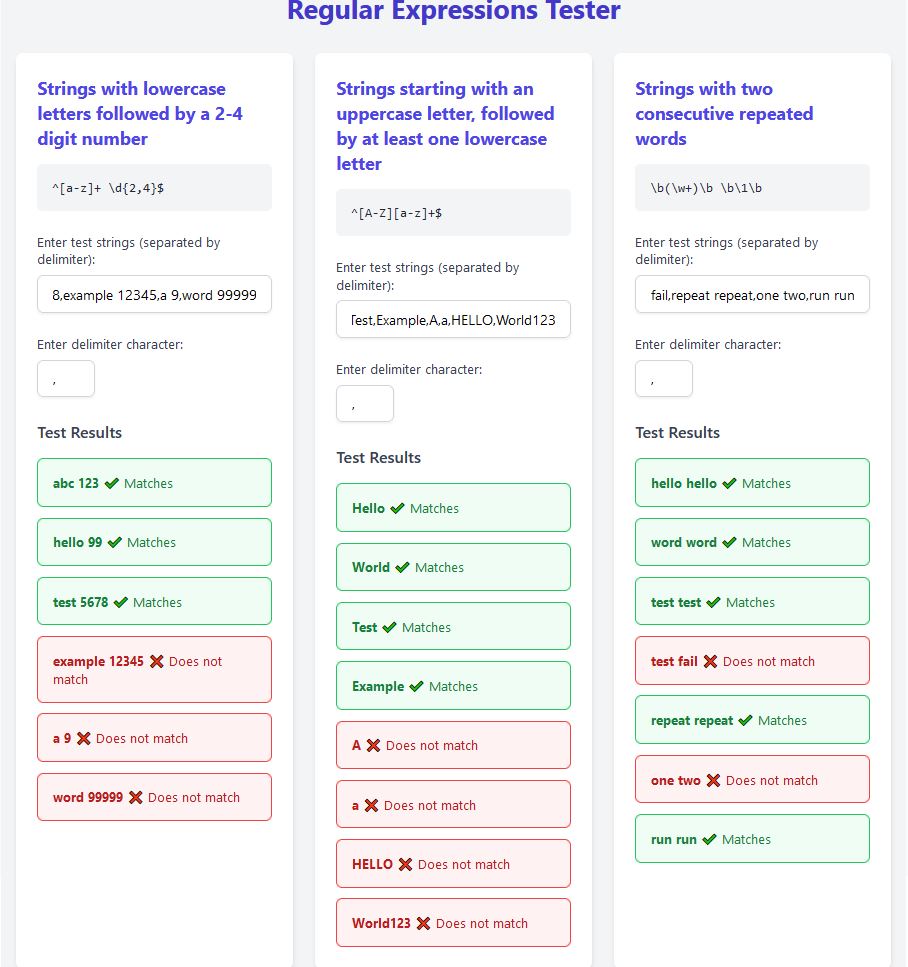 Regular Expressions Tester
Strings with lowercase
letters followed by a 2-4
digit number
^[a-z]+ \d{2,4}$
Enter test strings (separated by
delimiter):
8,example 12345,a 9,word 99999
Enter delimiter character:
,
Test Results
abc 123 ✔ Matches
hello 99 ✔ Matches
test 5678 ✔ Matches
example 12345 ❌ Does not
match
a 9 ❌ Does not match
word 99999 ❌ Does not match
Strings starting with an
uppercase letter, followed
by at least one lowercase
letter
^[A-Z][a-z]+$
Enter test strings (separated by
delimiter):
Test,Example,A,a,HELLO,World123
Enter delimiter character:
,
Test Results
Hello ✔ Matches
World ✔ Matches
Test ✔ Matches
Example ✔ Matches
A ❌ Does not match
a ❌ Does not match
HELLO ❌ Does not match
World123 ❌ Does not match
Strings with two
consecutive repeated
words
\b(\w+)\b \b\1\b
Enter test strings (separated by
delimiter):
fail,repeat repeat,one two,run run
Enter delimiter character:
,
Test Results
hello hello ✔ Matches
word word ✔ Matches
test test ✔ Matches
test fail ❌ Does not match
repeat repeat ✔ Matches
one two ❌ Does not match
run run ✔ Matches